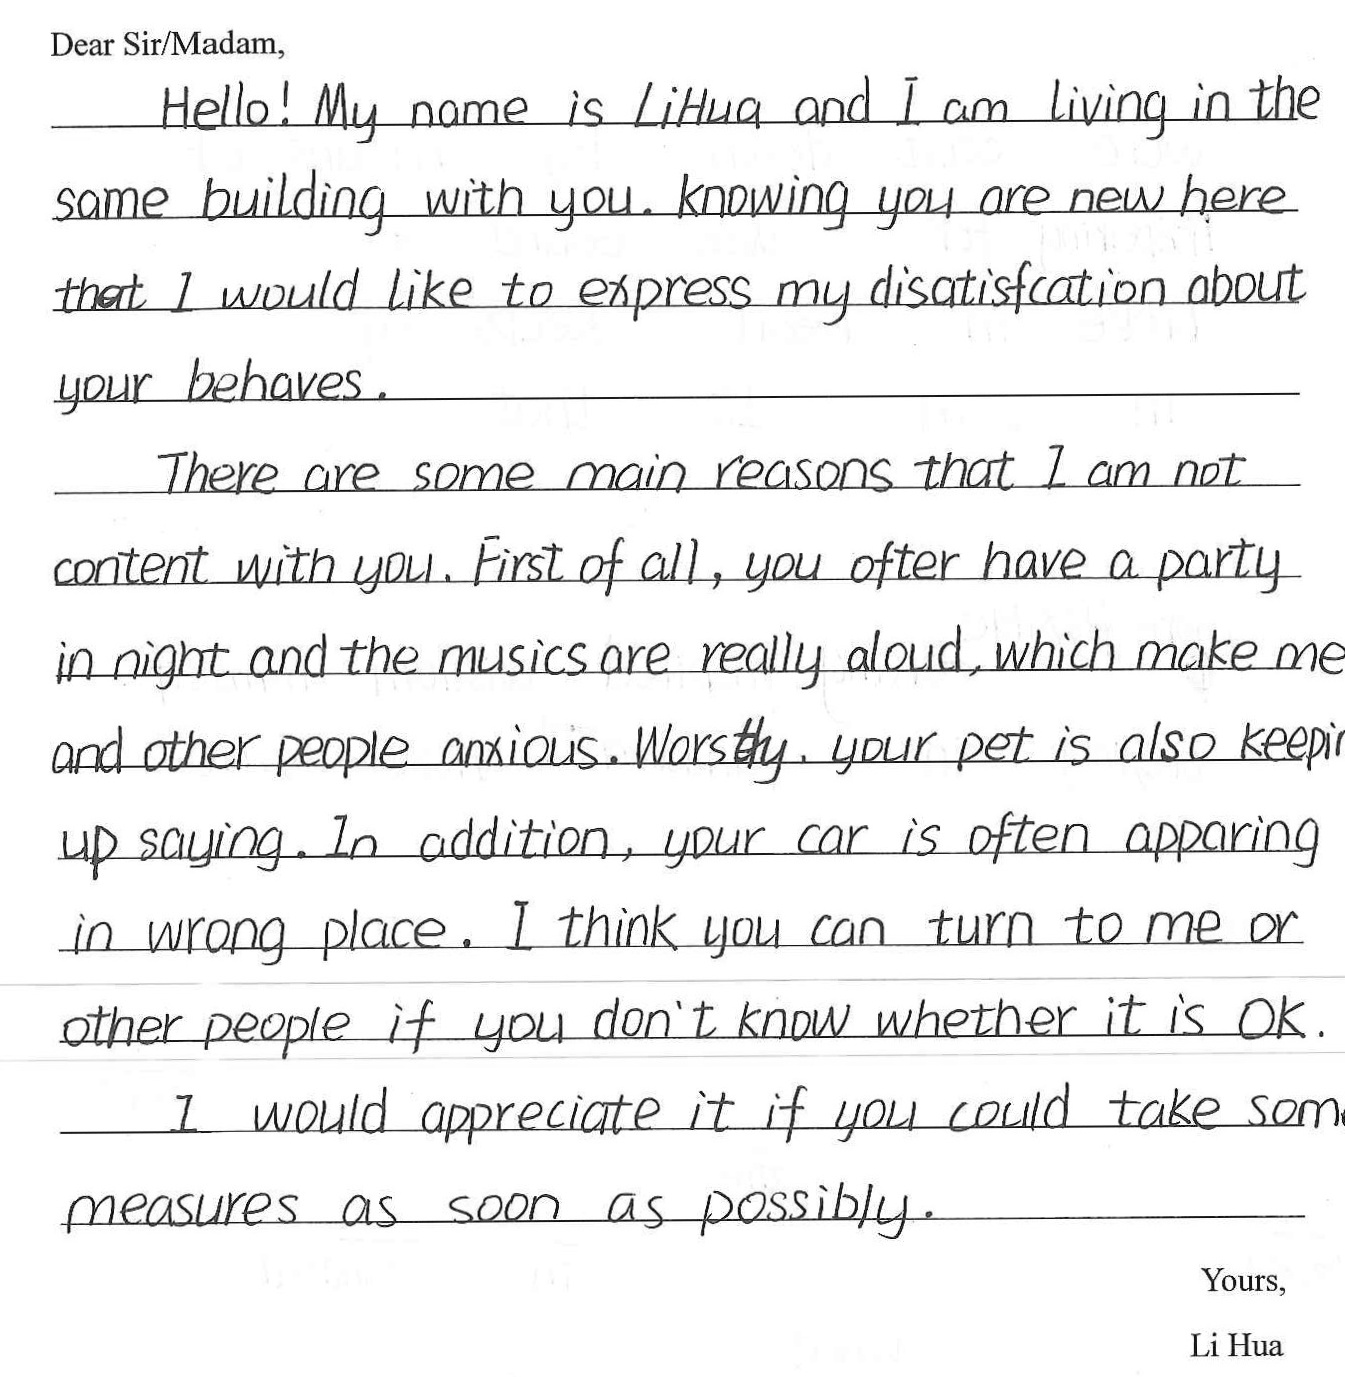 Dear Sir/Madam,
Hello! My name is LiHua and I am living in the
same building with you. Knowing you are new here
that I would like to express my disatisfcation about
your behaves.
There are some main reasons that I am not
content with you. First of all, you ofter have a party
in night and the musics are really aloud, which make me
and other people anxious. Worstly, your pet is also keepin
up saying. In addition, your car is often apparing
in wrong place. I think you can turn to me or
other people if you don't know whether it is OK.
I would appreciate it if you could take some
measures as soon as possibly.
Yours,
Li Hua